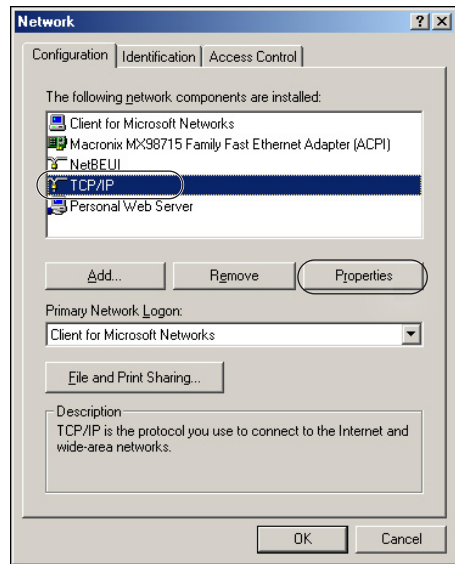 Network
Configuration
Identification
Access Control
The following network components are installed:
Client for Microsoft Networks
Macronix MX98715 Family Fast Ethernet Adapter (ACPI)
NetBEUI
TCP/IP
Personal Web Server
Add...
Remove
Properties
Primary Network Logon:
Client for Microsoft Networks
File and Print Sharing...
Description
TCP/IP is the protocol you use to connect to the Internet and
wide-area networks.
OK
Cancel